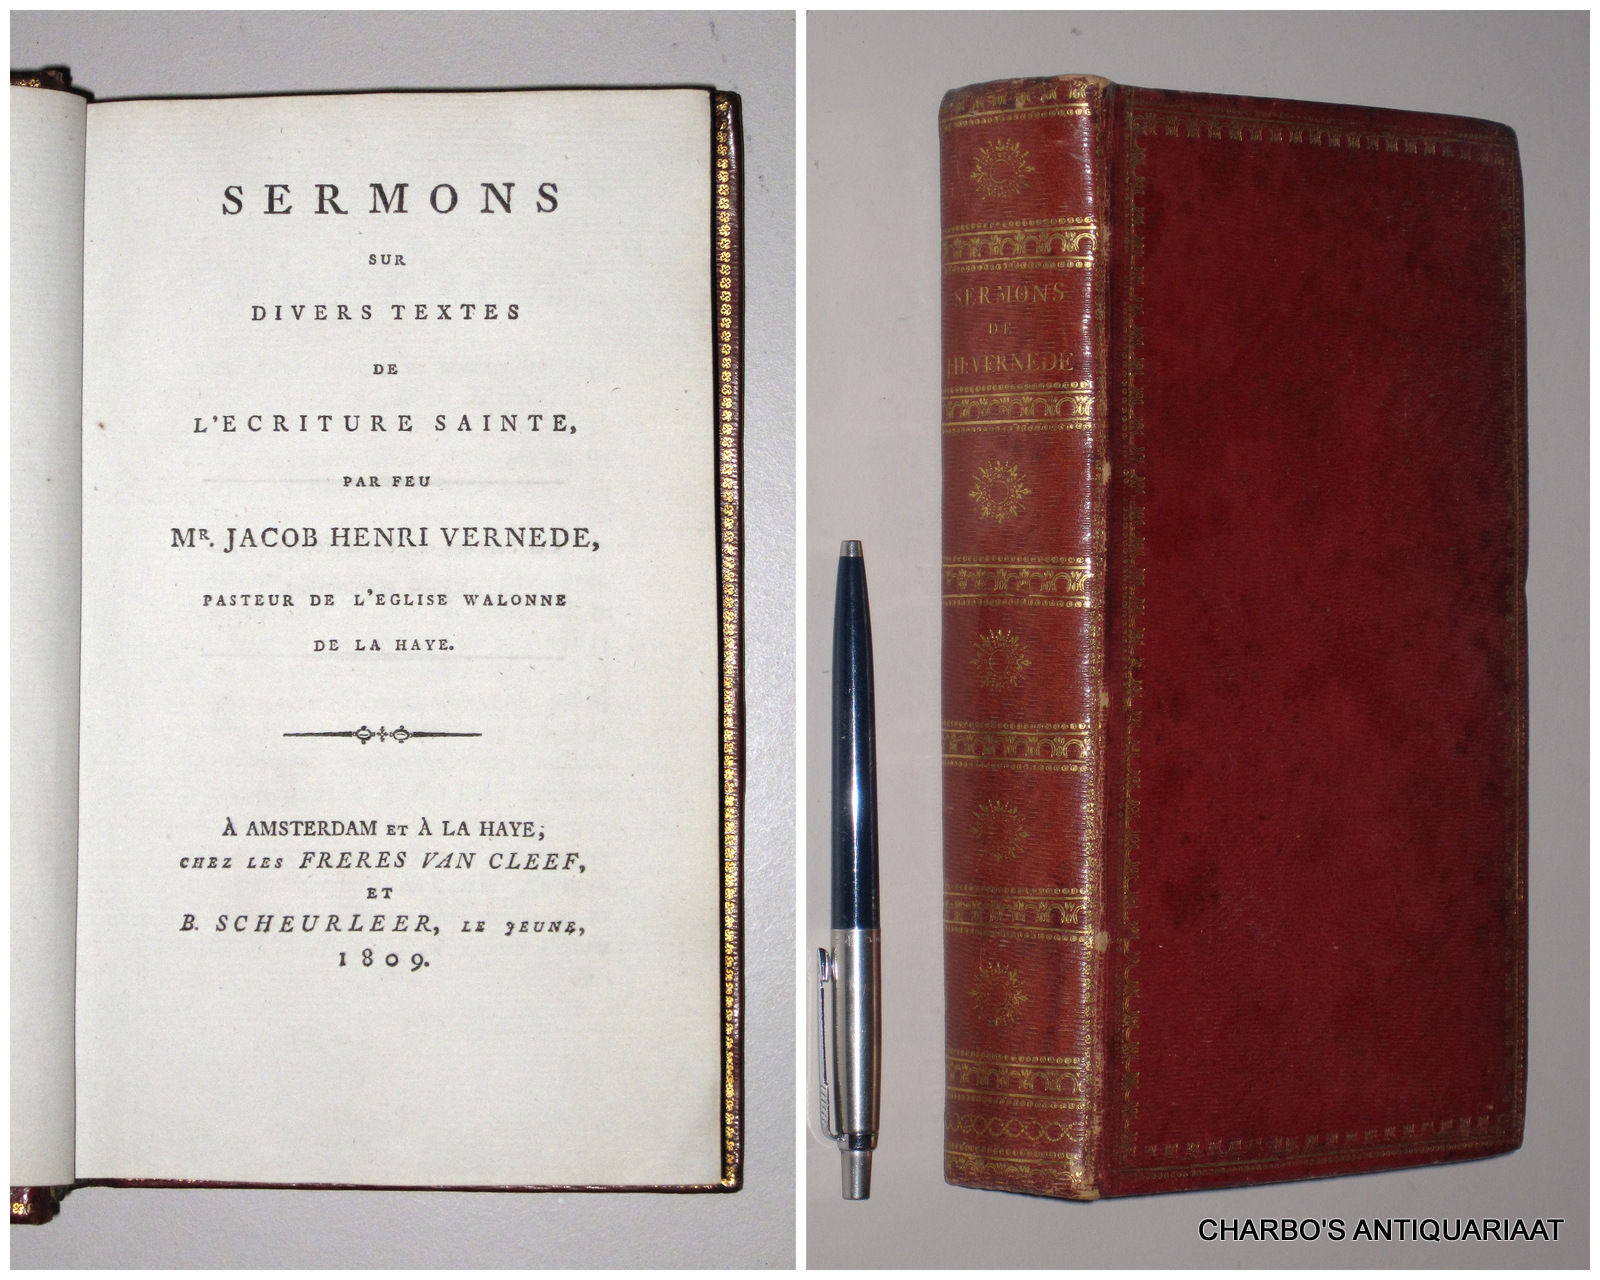 SERMONS
SUR
DIVERS TEXTES
DE
L'ECRITURE SAINTE,
PAR FEU
MR. JACOB HENRI VERNEDE,
PASTEUR DE L'EGLISE WALONNE
DE LA HAYE.
À AMSTERDAM ET À LA HAYE;
CHEZ LES FRERES VAN CLEEF,
ET
B. SCHEURLEER, LE JEUNE,
1809.
SERMONS
DE
I:H:VERNEDE
CHARBO'S ANTIQUARIAAT